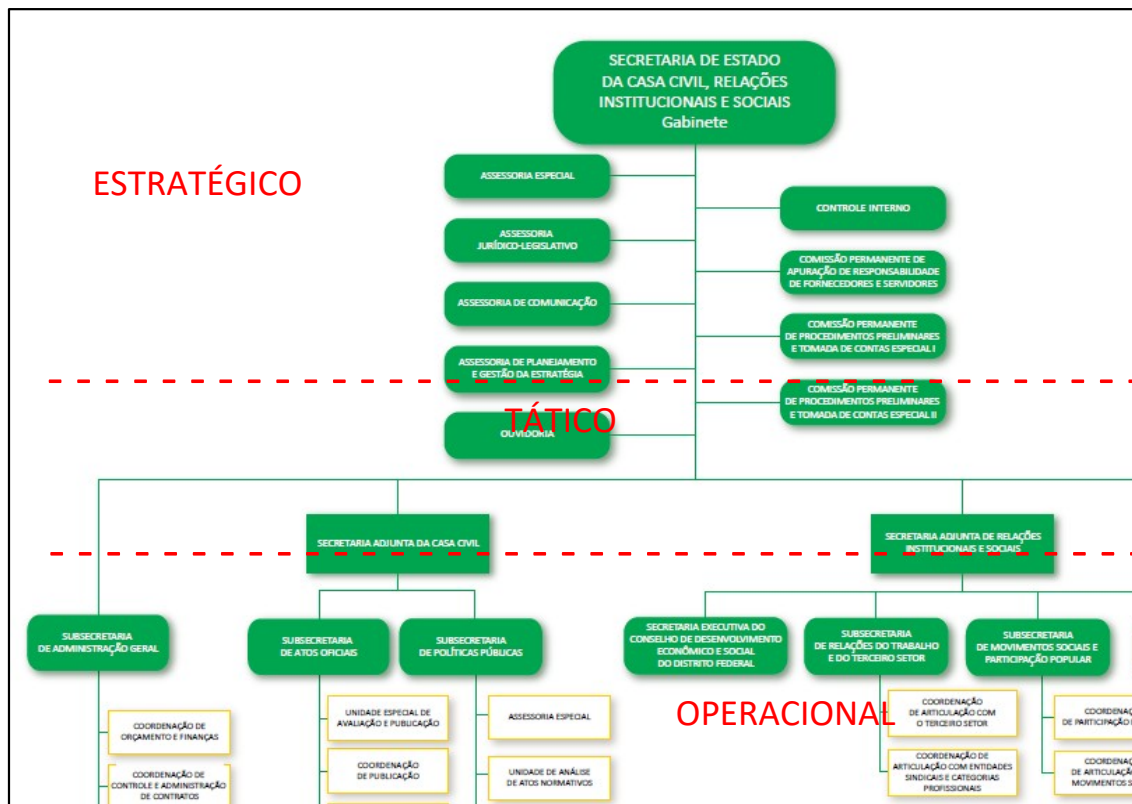 SECRETARIA DE ESTADO
DA CASA CIVIL, RELAÇÕES
INSTITUCIONAIS E SOCIAIS
Gabinete
ESTRATÉGICO
ASSESSORIA ESPECIAL
CONTROLE INTERNO
ASSESSORIA
JURÍDICO-LEGISLATIVO
COMISSÃO PERMANENTE DE
APURAÇÃO DE RESPONSABILIDADE
DE FORNECEDORES E SERVIDORES
ASSESSORIA DE COMUNICAÇÃO
COMISSÃO PERMANENTE
DE PROCEDIMENTOS PRELIMINARES
E TOMADA DE CONTAS ESPECIAL I
ASSESSORIA DE PLANEJAMENTO
E GESTÃO DA ESTRATÉGIA
COMISSÃO PERMANENTE
DE PROCEDIMENTOS PRELIMINARES
E TOMADA DE CONTAS ESPECIAL II
TÁTICO
OUVIDORIA
SECRETARIA ADJUNTA DA CASA CIVIL
SECRETARIA ADJUNTA DE RELAÇÕES
INSTITUCIONAIS E SOCIAIS
SUBSECRETARIA
DE ADMINISTRAÇÃO GERAL
SUBSECRETARIA
DE ATOS OFICIAIS
SUBSECRETARIA
DE POLÍTICAS PÚBLICAS
SECRETARIA EXECUTIVA DO
CONSELHO DE DESENVOLVIMENTO
ECONÔMICO E SOCIAL
DO DISTRITO FEDERAL
SUBSECRETARIA
DE RELAÇÕES DO TRABALHO
E DO TERCEIRO SETOR
SUBSECRETARIA
DE MOVIMENTOS SOCIAIS E
PARTICIPAÇÃO POPULAR
OPERACIONAL
COORDENAÇÃO DE
ORÇAMENTO E FINANÇAS
UNIDADE ESPECIAL DE
AVALIAÇÃO E PUBLICAÇÃO
ASSESSORIA ESPECIAL
COORDENAÇÃO
DE ARTICULAÇÃO COM
O TERCEIRO SETOR
COORDENAÇ
DE PARTICIPAÇÃO
COORDENAÇÃO DE
CONTROLE E ADMINISTRAÇÃO
DE CONTRATOS
COORDENAÇÃO
DE PUBLICAÇÃO
UNIDADE DE ANÁLISE
DE ATOS NORMATIVOS
COORDENAÇÃO DE
ARTICULAÇÃO COM ENTIDADES
SINDICAIS E CATEGORIAS
PROFISSIONAIS
COORDENAÇ
DE ARTICULAÇÃO
MOVIMENTOS S